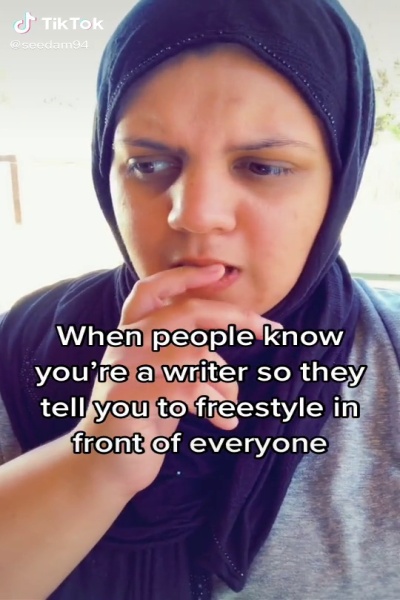 TikTok
@seedam94
When people know
you're a writer so they
tell you to freestyle in
front of everyone